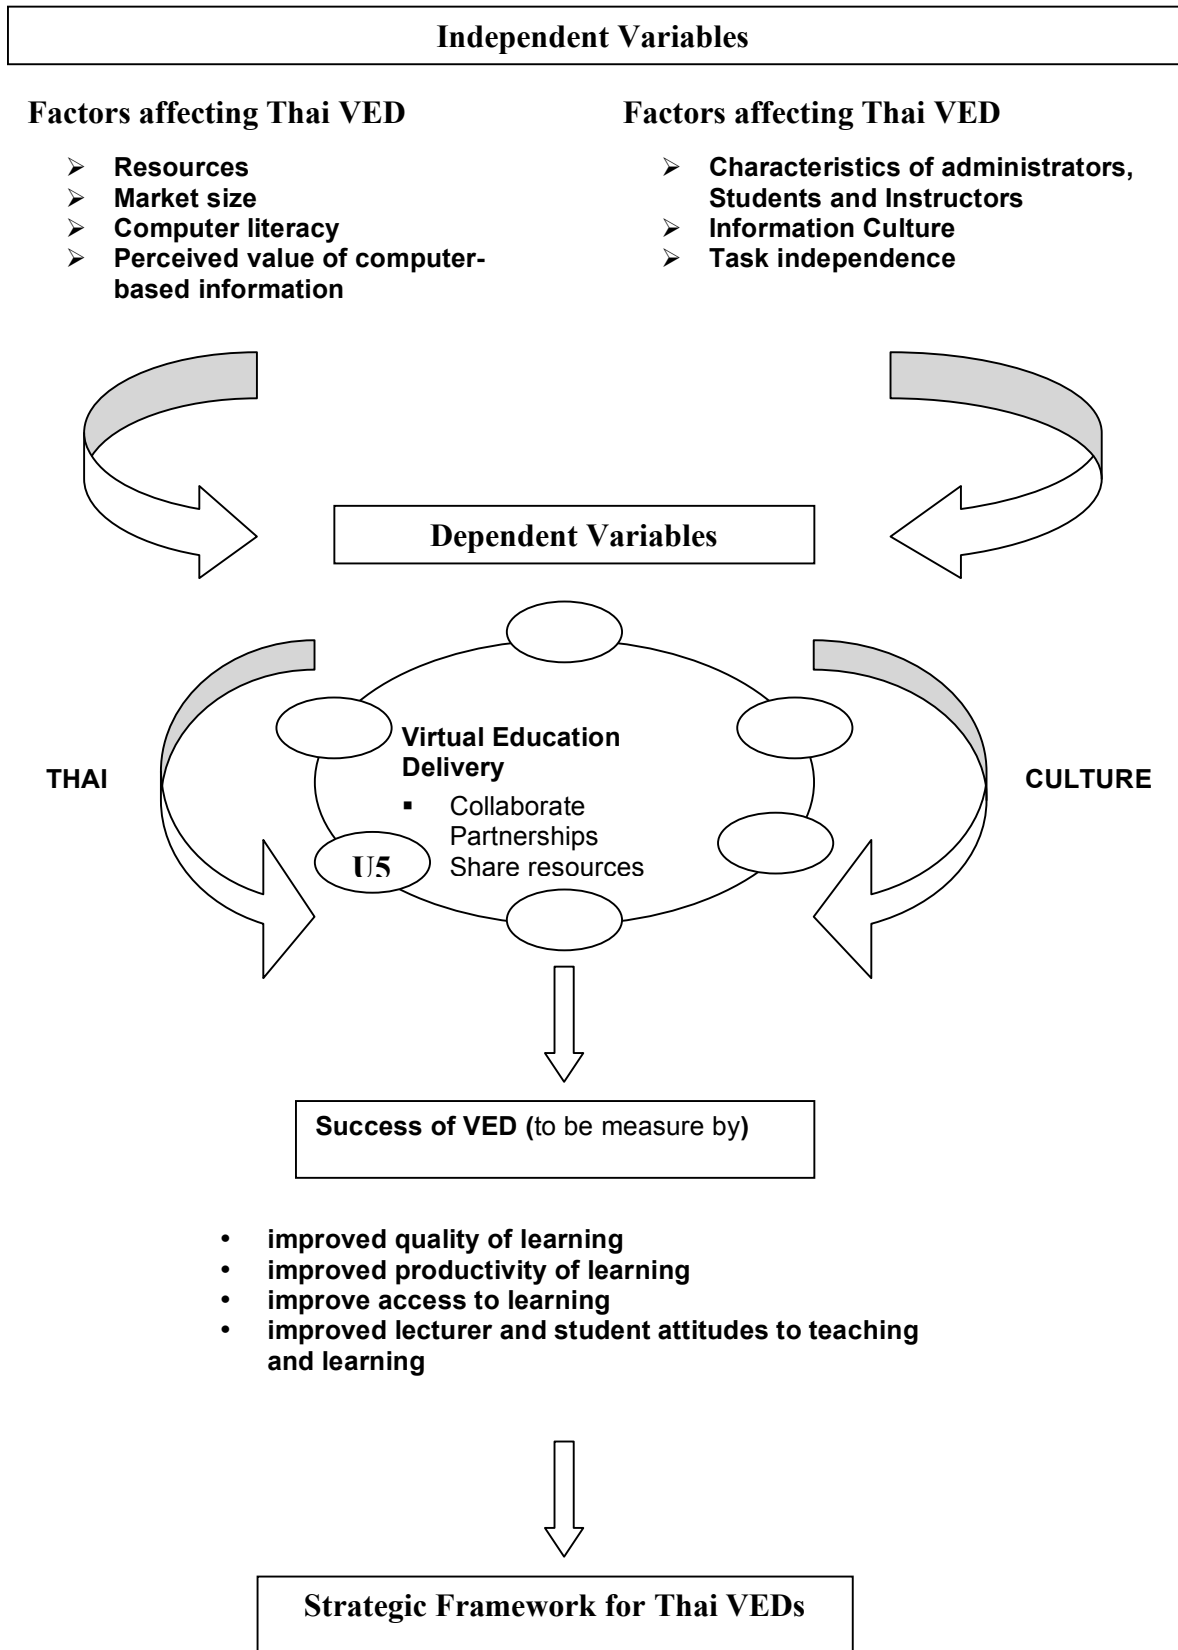 Independent Variables
Factors affecting Thai VED
➢ Resources
➢ Market size
➢ Computer literacy
➢ Perceived value of computer-
based information
Factors affecting Thai VED
➢ Characteristics of administrators,
Students and Instructors
➢ Information Culture
➢ Task independence
Dependent Variables
THAI
Virtual Education
Delivery
▪ Collaborate
Partnerships
Share resources
U5
CULTURE
Success of VED (to be measure by)
• improved quality of learning
• improved productivity of learning
• improve access to learning
• improved lecturer and student attitudes to teaching
and learning
Strategic Framework for Thai VEDs